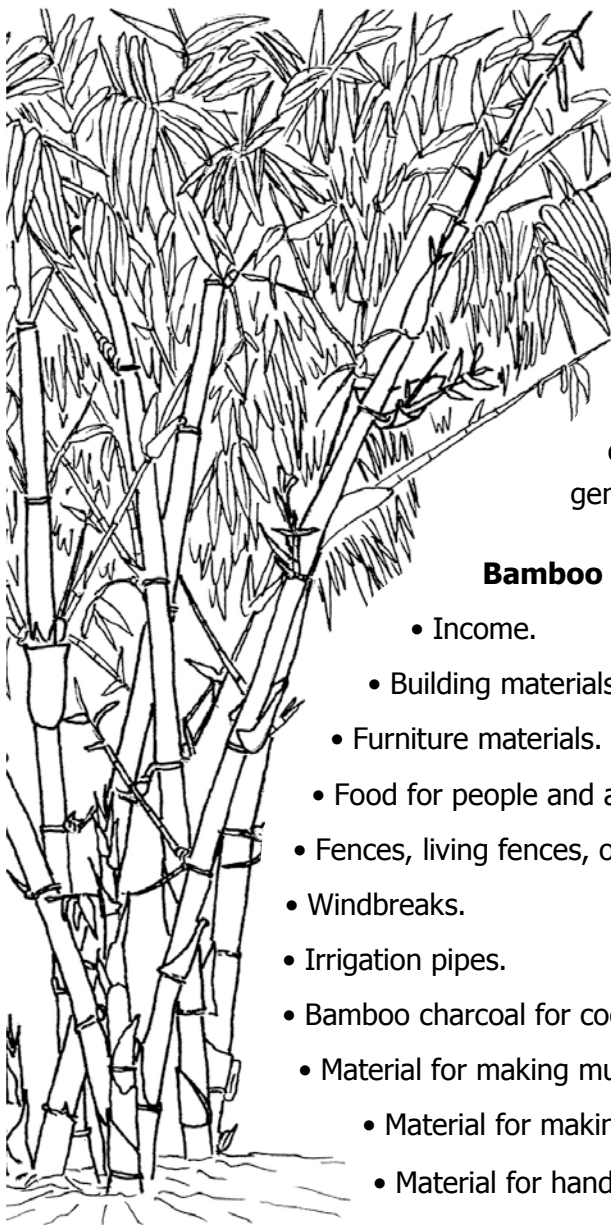 ger
Bamboo
• Income.
• Building materials
• Furniture materials.
• Food for people and a
• Fences, living fences, o
• Windbreaks.
• Irrigation pipes.
• Bamboo charcoal for coo
• Material for making mu
• Material for makin
• Material for hand